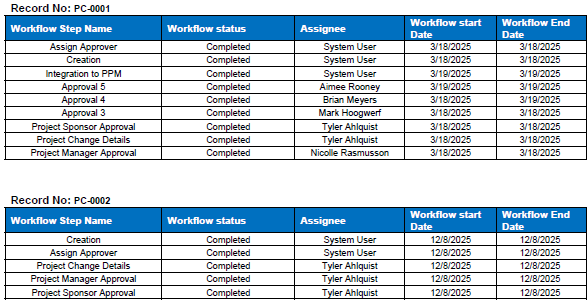 Record No: PC-0001
Workflow Step Name Workflow status Assignee Workflow start Date Workflow End Date
Assign Approver Completed System User 3/18/2025 3/18/2025
Creation Completed System User 3/18/2025 3/18/2025
Integration to PPM Completed System User 3/19/2025 3/19/2025
Approval 5 Completed Aimee Rooney 3/19/2025 3/19/2025
Approval 4 Completed Brian Meyers 3/18/2025 3/19/2025
Approval 3 Completed Mark Hoogwerf 3/18/2025 3/18/2025
Project Sponsor Approval Completed Tyler Ahlquist 3/18/2025 3/18/2025
Project Change Details Completed Tyler Ahlquist 3/18/2025 3/18/2025
Project Manager Approval Completed Nicolle Rasmusson 3/18/2025 3/18/2025
Record No: PC-0002
Workflow Step Name Workflow status Assignee Workflow start Date Workflow End Date
Creation Completed System User 12/8/2025 12/8/2025
Assign Approver Completed System User 12/8/2025 12/8/2025
Project Change Details Completed Tyler Ahlquist 12/8/2025 12/8/2025
Project Manager Approval Completed Tyler Ahlquist 12/8/2025 12/8/2025
Project Sponsor Approval Completed Tyler Ahlquist 12/8/2025 12/8/2025